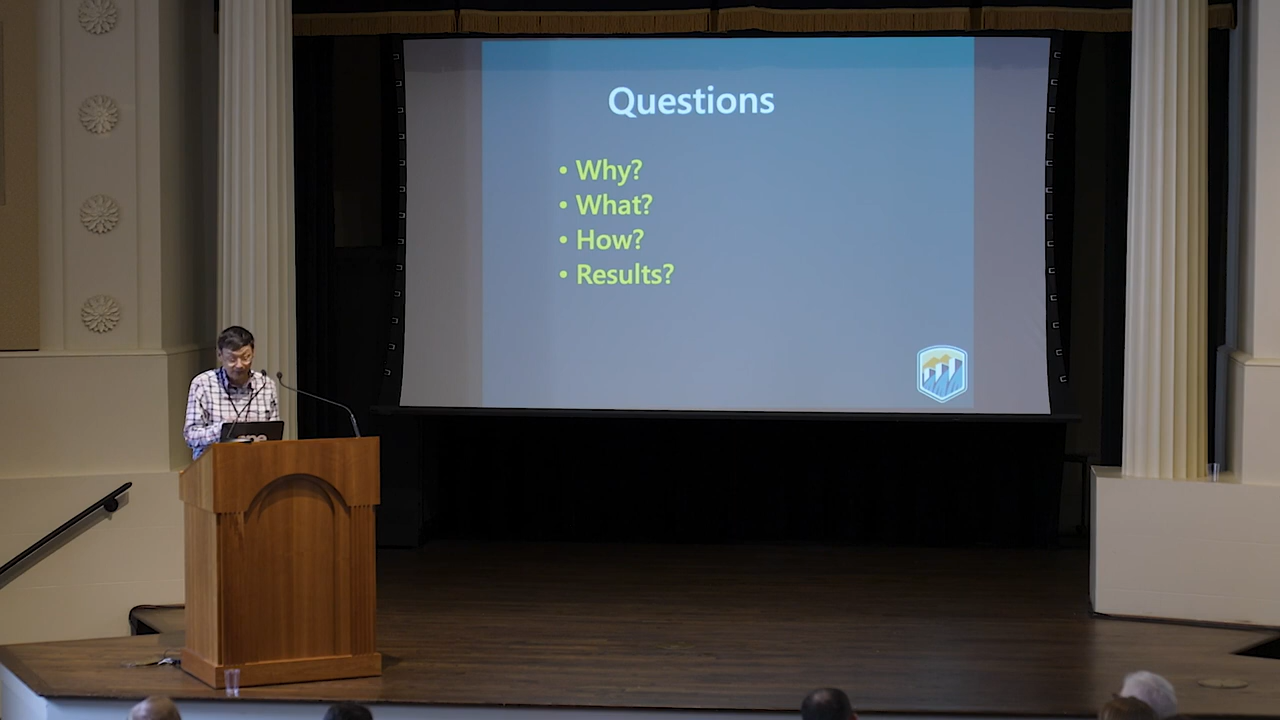 Questions
• Why?
• What?
• How?
• Results?